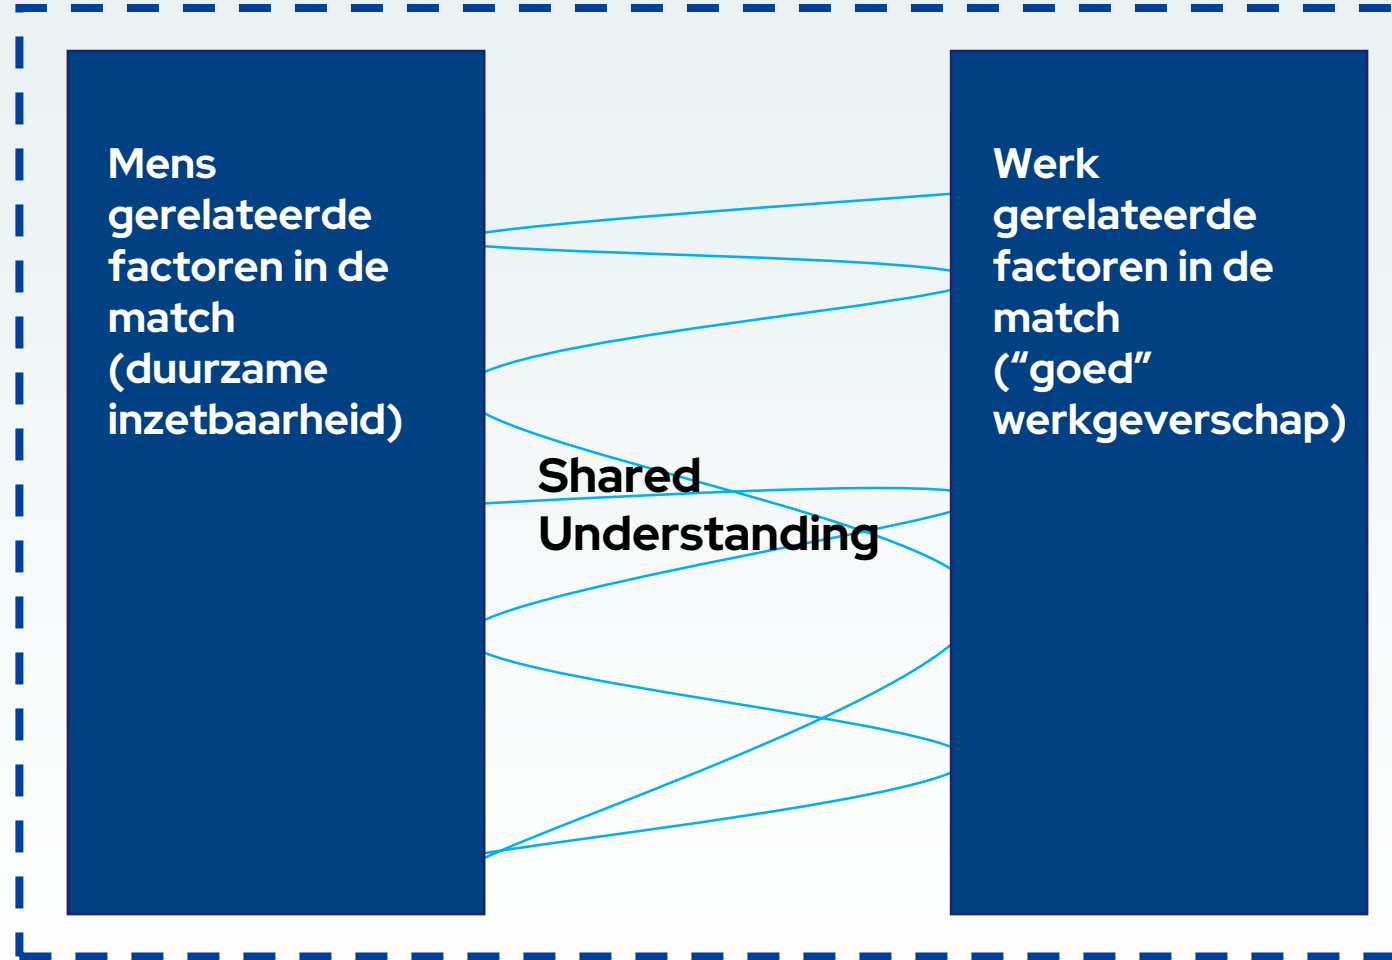 Mens
gerelateerde
factoren in de
match
(duurzame
inzetbaarheid)
Shared
Understanding
Werk
gerelateerde
factoren in de
match
(“goed”
werkgeverschap)